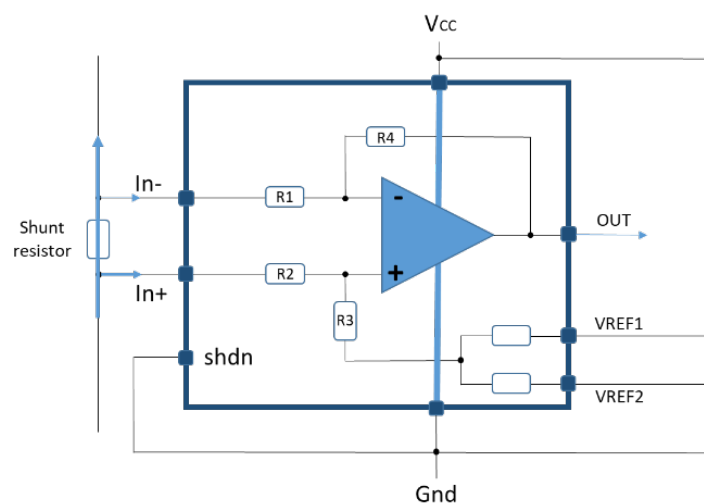 Vcc
R4
In-
R1
-
Shunt
resistor
OUT
R2
+
In+
R3
VREF1
shdn
VREF2
Gnd